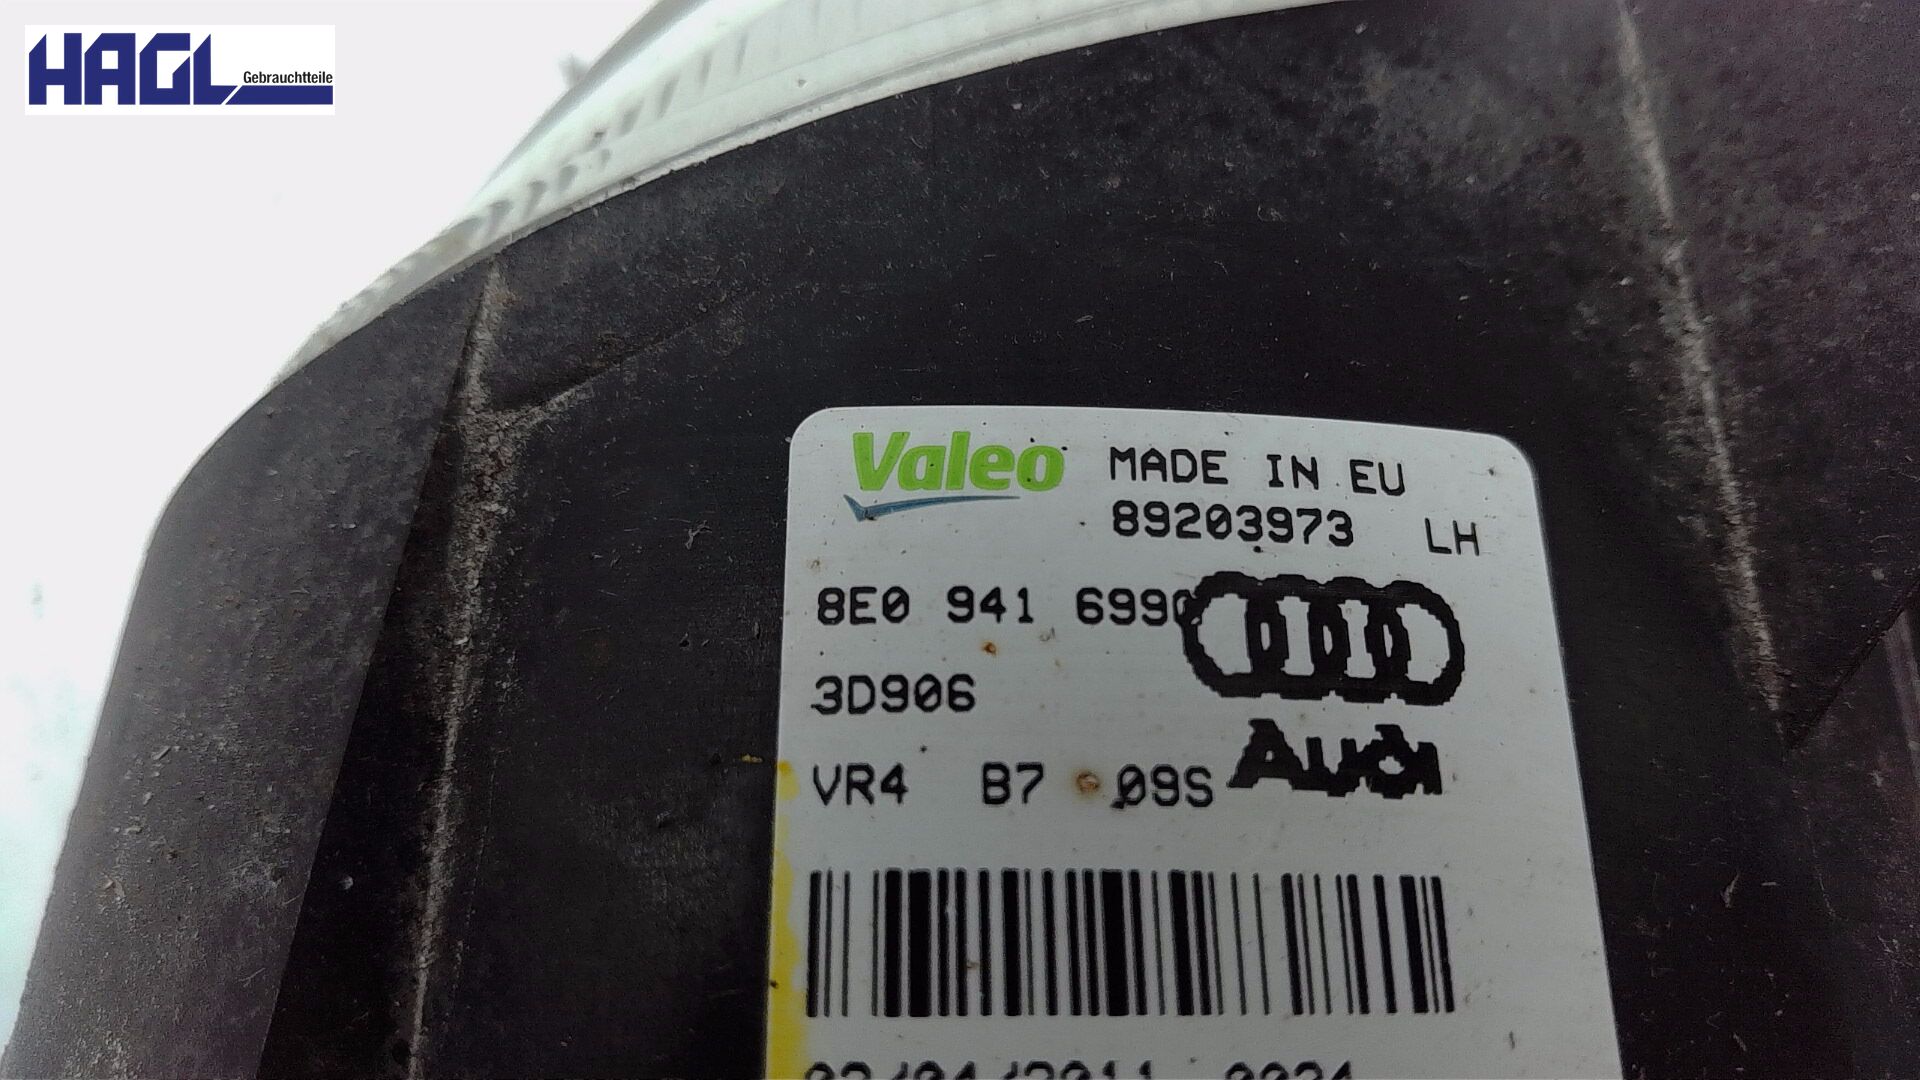 HAGL
Gebrauchtteile
Valeo MADE IN EU
89203973 LH
8E0 941 699
3D906
Audi
VR4 B7 09S